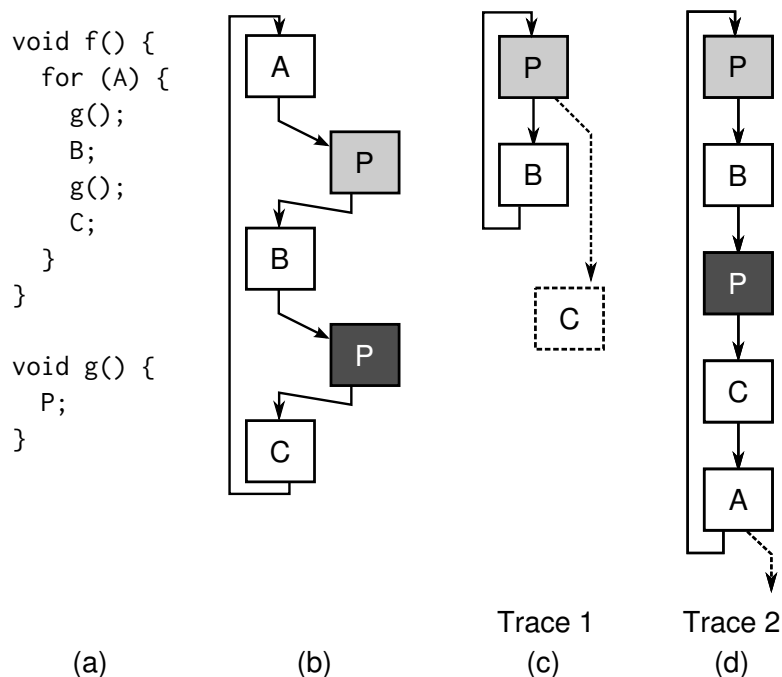 void f() {
for (A) {
g();
B;
g();
C;
}
}
void g() {
P;
}
(a)
A
P
B
P
C
(b)
P
B
C
Trace 1
(c)
P
B
P
C
A
Trace 2
(d)